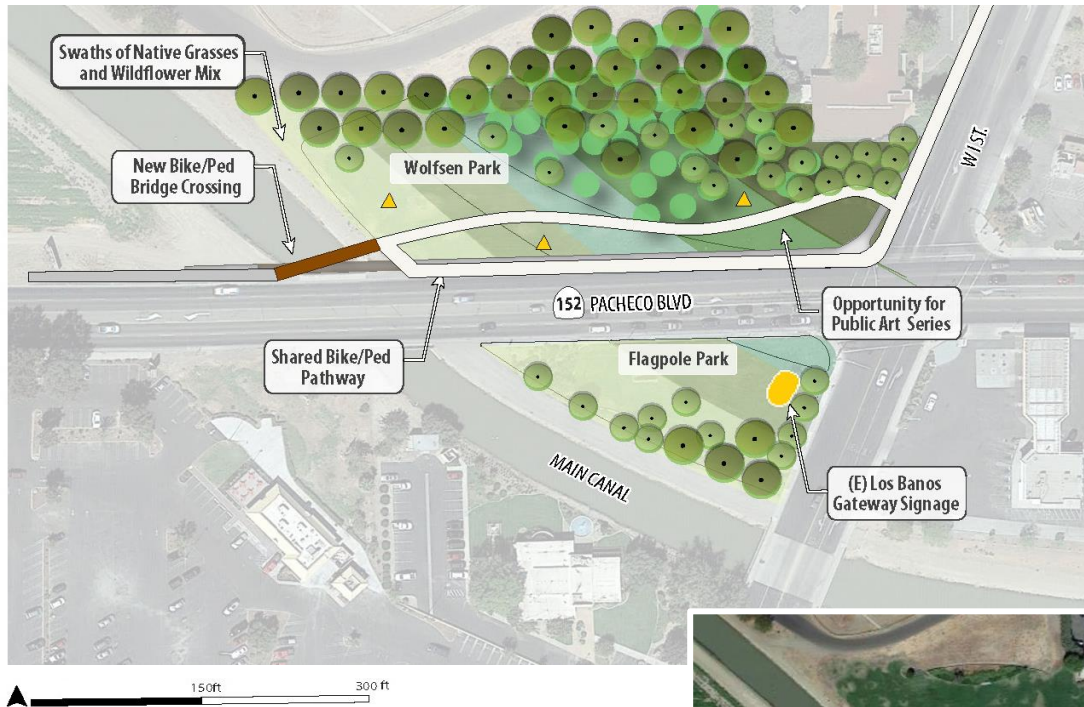 Swaths of Native Grasses
and Wildflower Mix
New Bike/Ped
Bridge Crossing
Wolfsen Park
W I ST.
152 PACHECO BLVD
Opportunity for
Public Art Series
Shared Bike/Ped
Pathway
Flagpole Park
MAIN CANAL
(E) Los Banos
Gateway Signage
150ft
300 ft